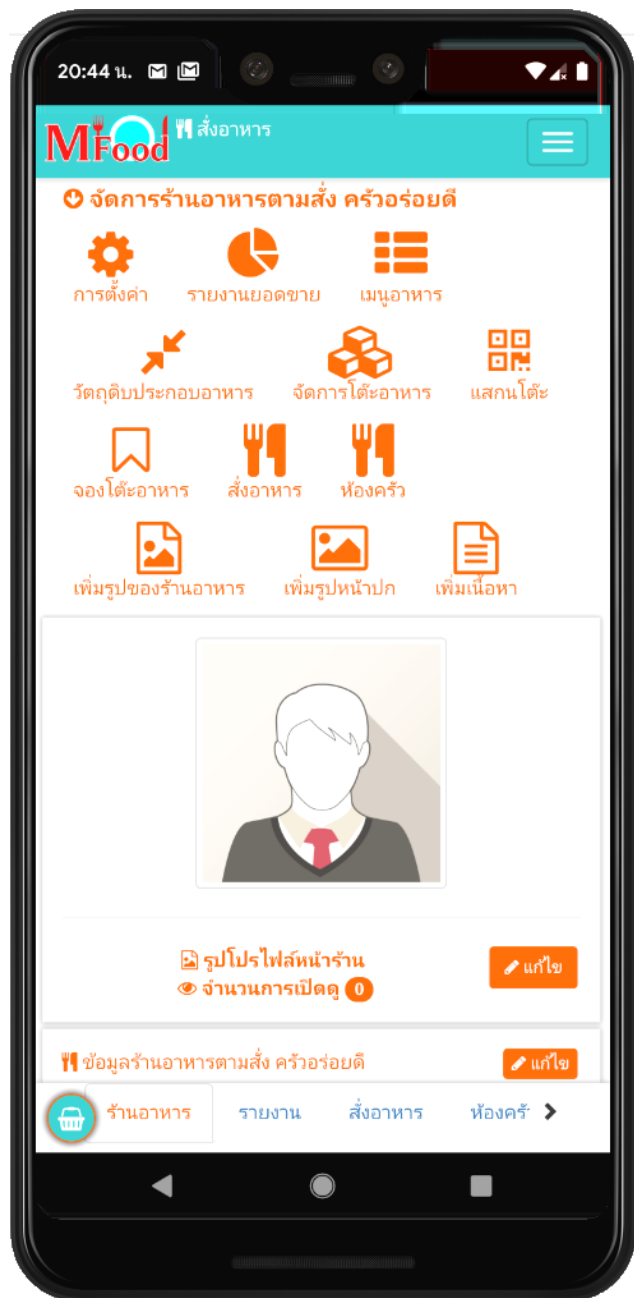 20:44 น.
MFood สั่งอาหาร
จัดการร้านอาหารตามสั่ง ครัวอร่อยดี
การตั้งค่า รายงานยอดขาย เมนูอาหาร
วัตถุดิบประกอบอาหาร จัดการโต๊ะอาหาร แสกนโต๊ะ
จองโต๊ะอาหาร สั่งอาหาร ห้องครัว
เพิ่มรูปของร้านอาหาร เพิ่มรูปหน้าปก เพิ่มเนื้อหา
รูปโปรไฟล์หน้าร้าน
แก้ไข
จำนวนการเปิดดู 0
ข้อมูลร้านอาหารตามสั่ง ครัวอร่อยดี แก้ไข
ร้านอาหาร รายงาน สั่งอาหาร ห้องครั